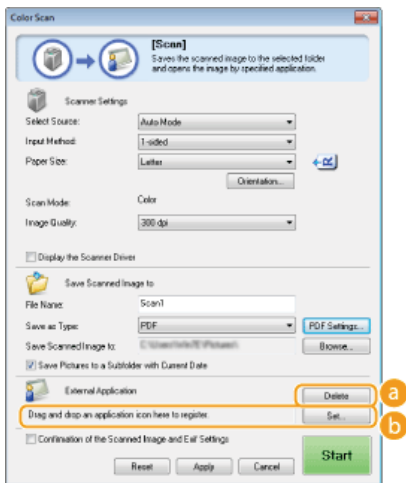 Color Scan
[Scan]
Saves the scanned image to the selected folder
and opens the image by specified application.
Scanner Settings
Select Source: Auto Mode
Input Method: 1-sided
Paper Size: Letter
Orientation...
Scan Mode: Color
Image Quality: 300 dpi
Display the Scanner Driver
Save Scanned Image to
File Name: Scan1
Save as Type: PDF PDF Settings...
Save Scanned Image to: Browse...
Save Pictures to a Subfolder with Current Date
External Application Delete a
Drag and drop an application icon here to register. Set... b
Confirmation of the Scanned Image and Exif Settings
Reset Apply Cancel Start